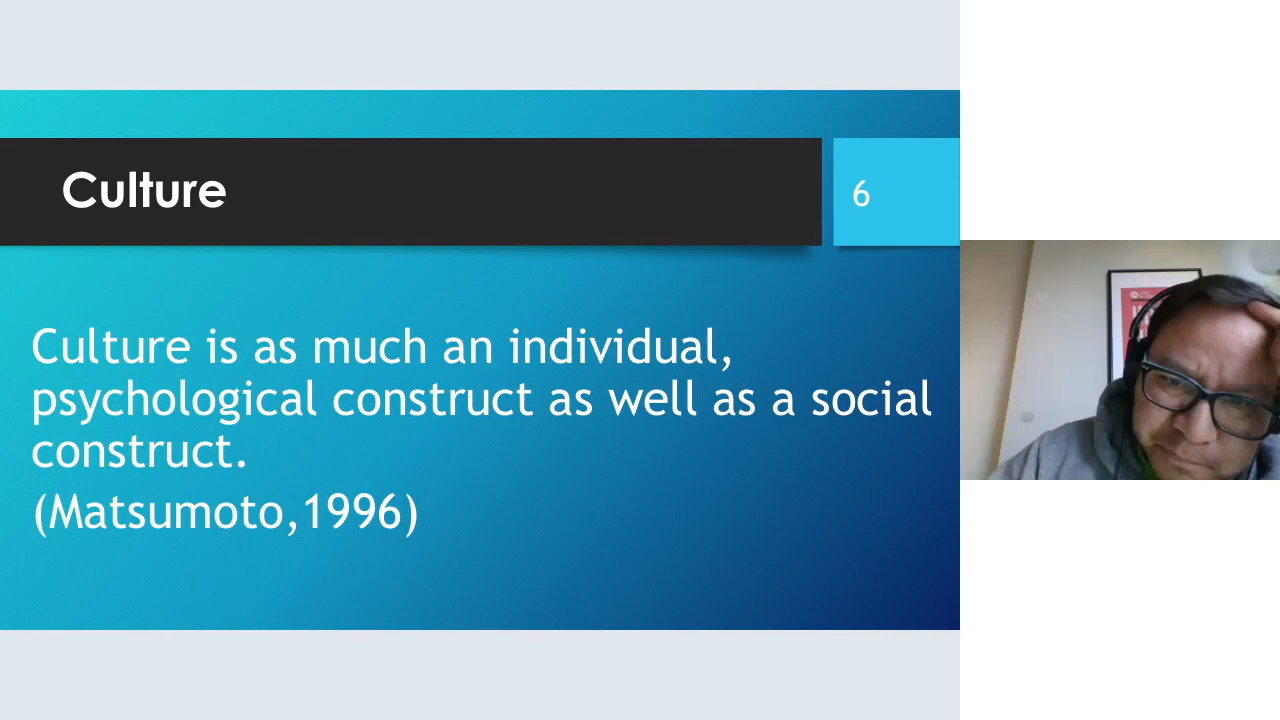 Culture
6
Culture is as much an individual,
psychological construct as well as a social
construct.
(Matsumoto,1996)